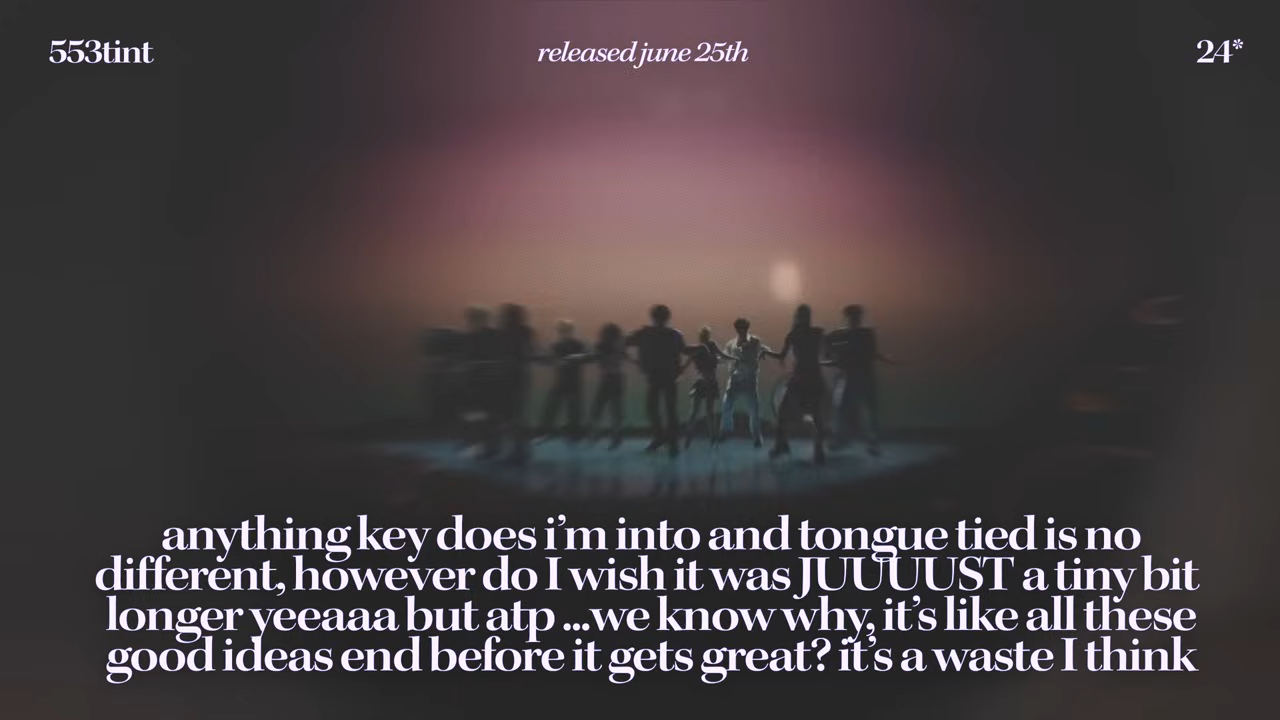 553tint
released june 25th
24*
anything key does i'm into and tongue tied is no
different, however do I wish it was JUUUUST a tiny bit
longer yeeaaa but atp ...we know why, it's like all these
good ideas end before it gets great? it's a waste I think